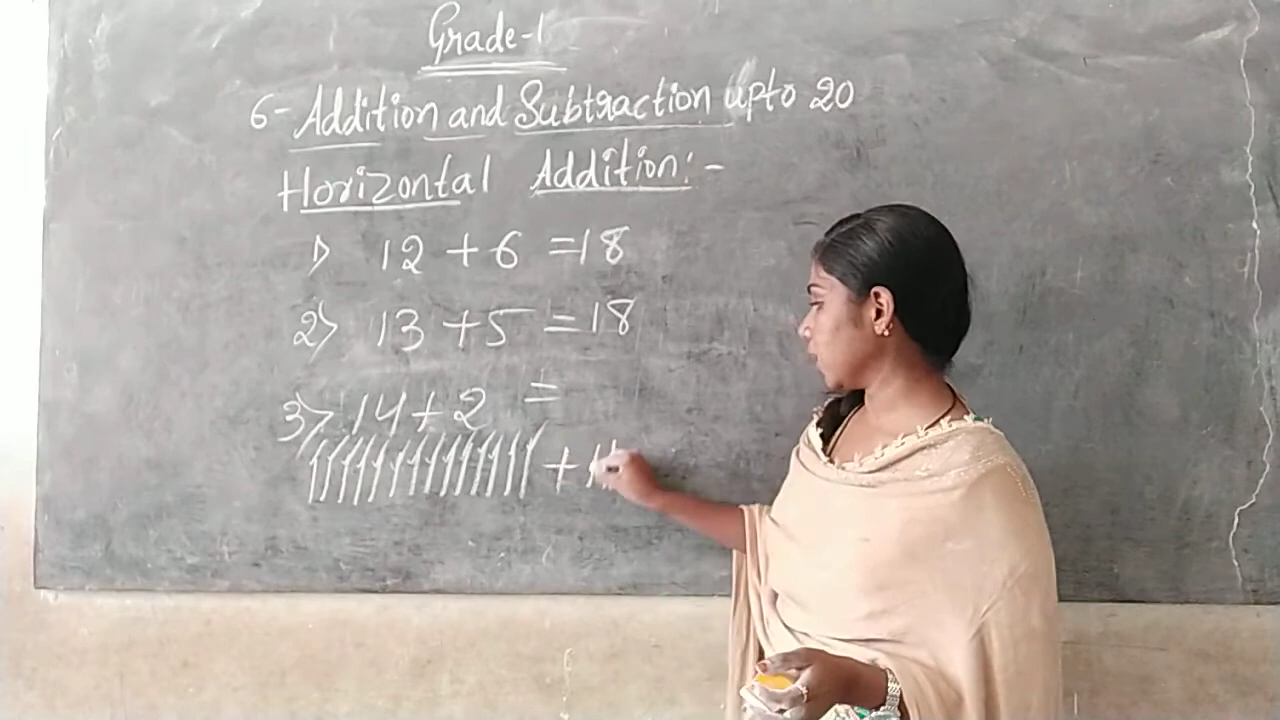 Grade-1
6-Addition and Subtraction upto 20
Horizontal Addition:-
1) 12 + 6 = 18
2) 13 + 5 = 18
3) 14 + 2 =